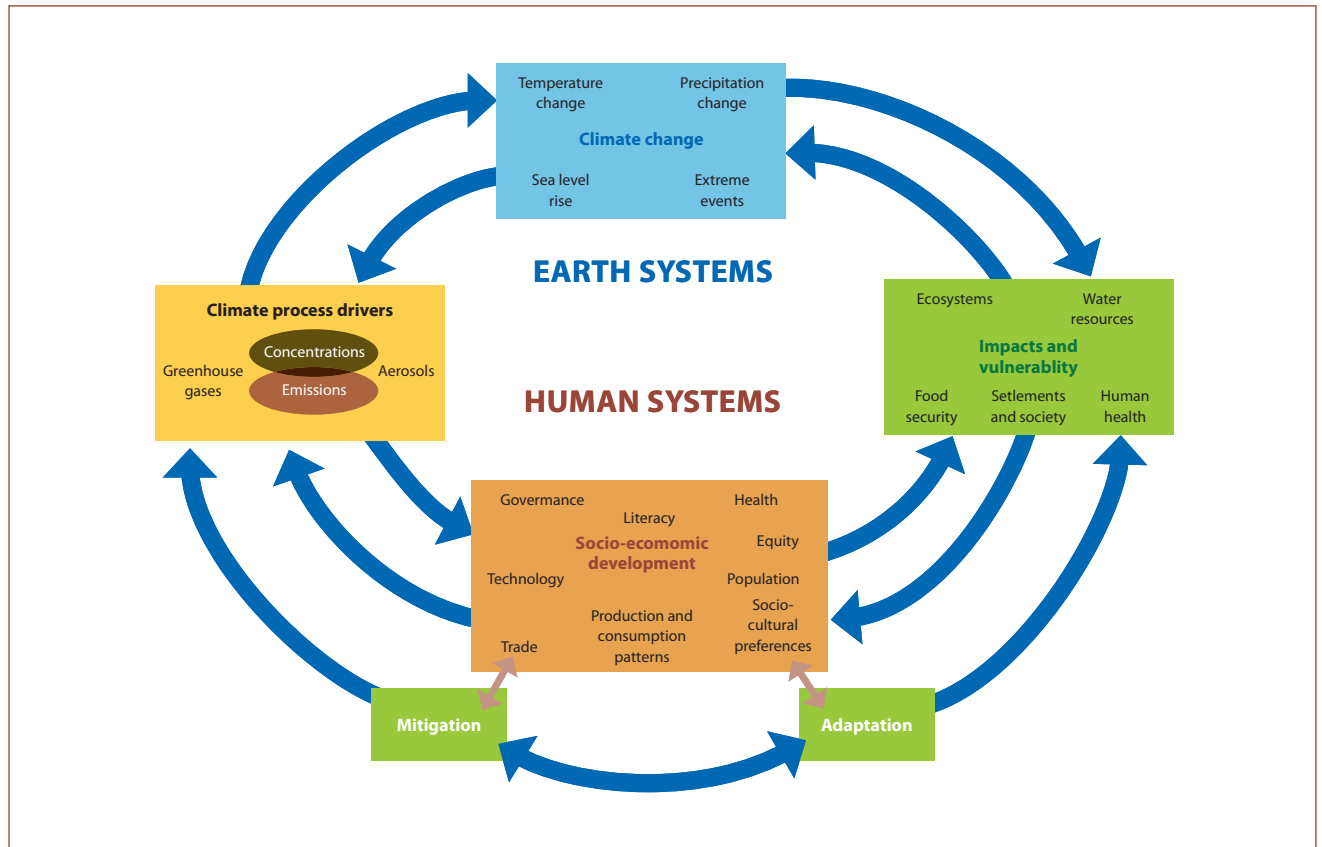 Temperature
change
Precipitation
change
Climate change
Sea level
rise
Extreme
events
EARTH SYSTEMS
Climate process drivers
Concentrations
Greenhouse
gases
Aerosols
Emissions
Ecosystems
Water
resources
Impacts and
vulnerablity
Food
security
Setlements
and society
Human
health
HUMAN SYSTEMS
Governance
Health
Literacy
Equity
Socio-ecomomic
development
Technology
Population
Socio-
cultural
preferences
Production and
consumption
patterns
Trade
Mitigation
Adaptation